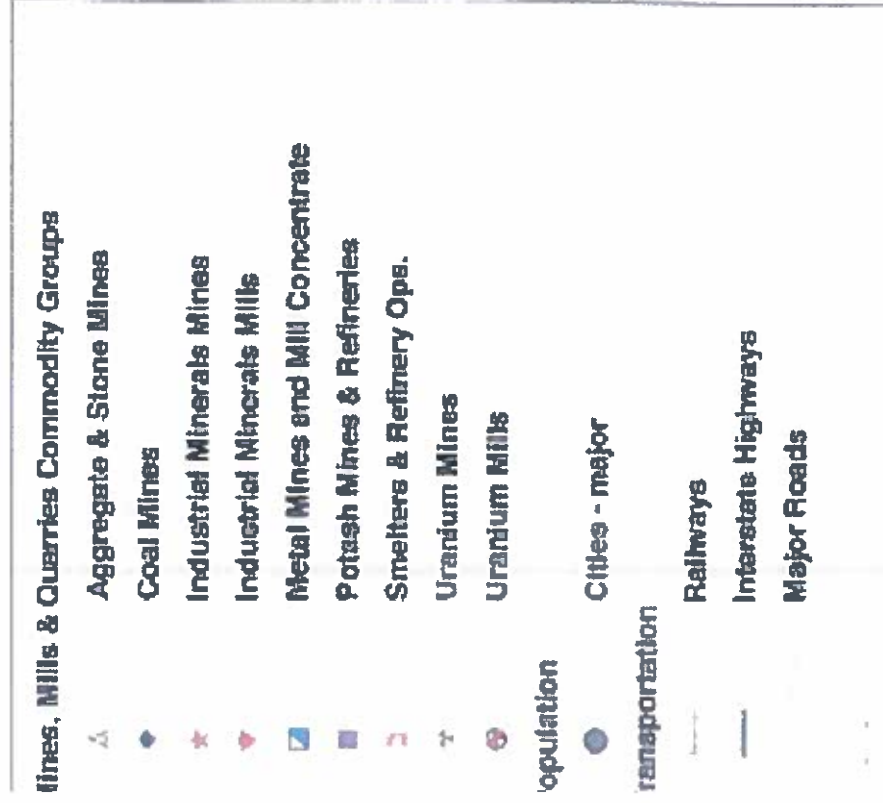 lines, Mills & Quarries Commodity Groups
Aggregate & Stone Mines
Coal Mines
Industrial Minerals Mines
Industrial Minerals Mills
Metal Mines and Mill Concentrate
Potash Mines & Refineries
Smelters & Refinery Ops.
Uranium Mines
Uranium Mills
opulation
Cities - major
ransportation
Railways
Interstate Highways
Major Roads